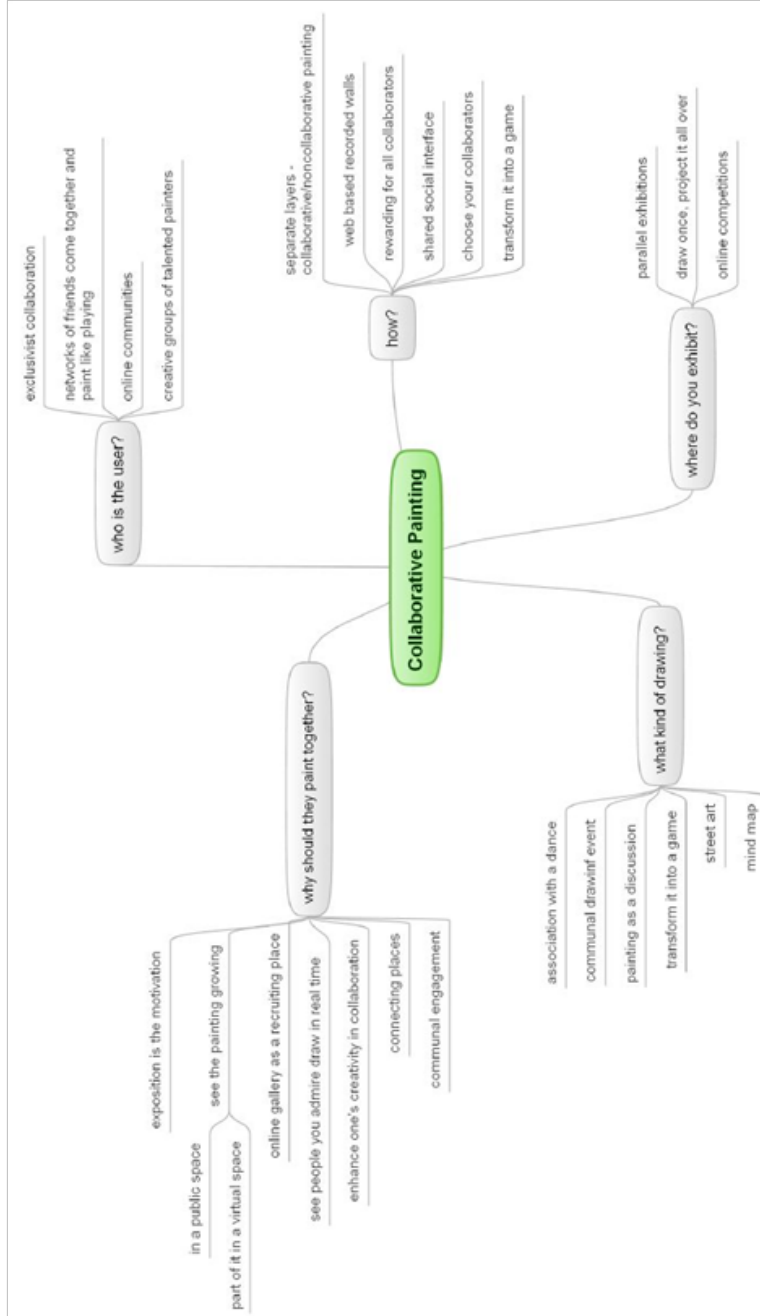 Collaborative Painting
who is the user?
exclusivist collaboration
networks of friends come together and
paint like playing
online communities
creative groups of talented painters
how?
separate layers -
collaborative/noncollaborative painting
web based recorded walls
rewarding for all collaborators
shared social interface
choose your collaborators
transform it into a game
where do you exhibit?
parallel exhibitions
draw once, project it all over
online competitions
why should they paint together?
exposition is the motivation
see the painting growing
in a public space
part of it in a virtual space
online gallery as a recruiting place
see people you admire draw in real time
enhance one's creativity in collaboration
connecting places
communal engagement
what kind of drawing?
association with a dance
communal drawinf event
painting as a discussion
transform it into a game
street art
mind map